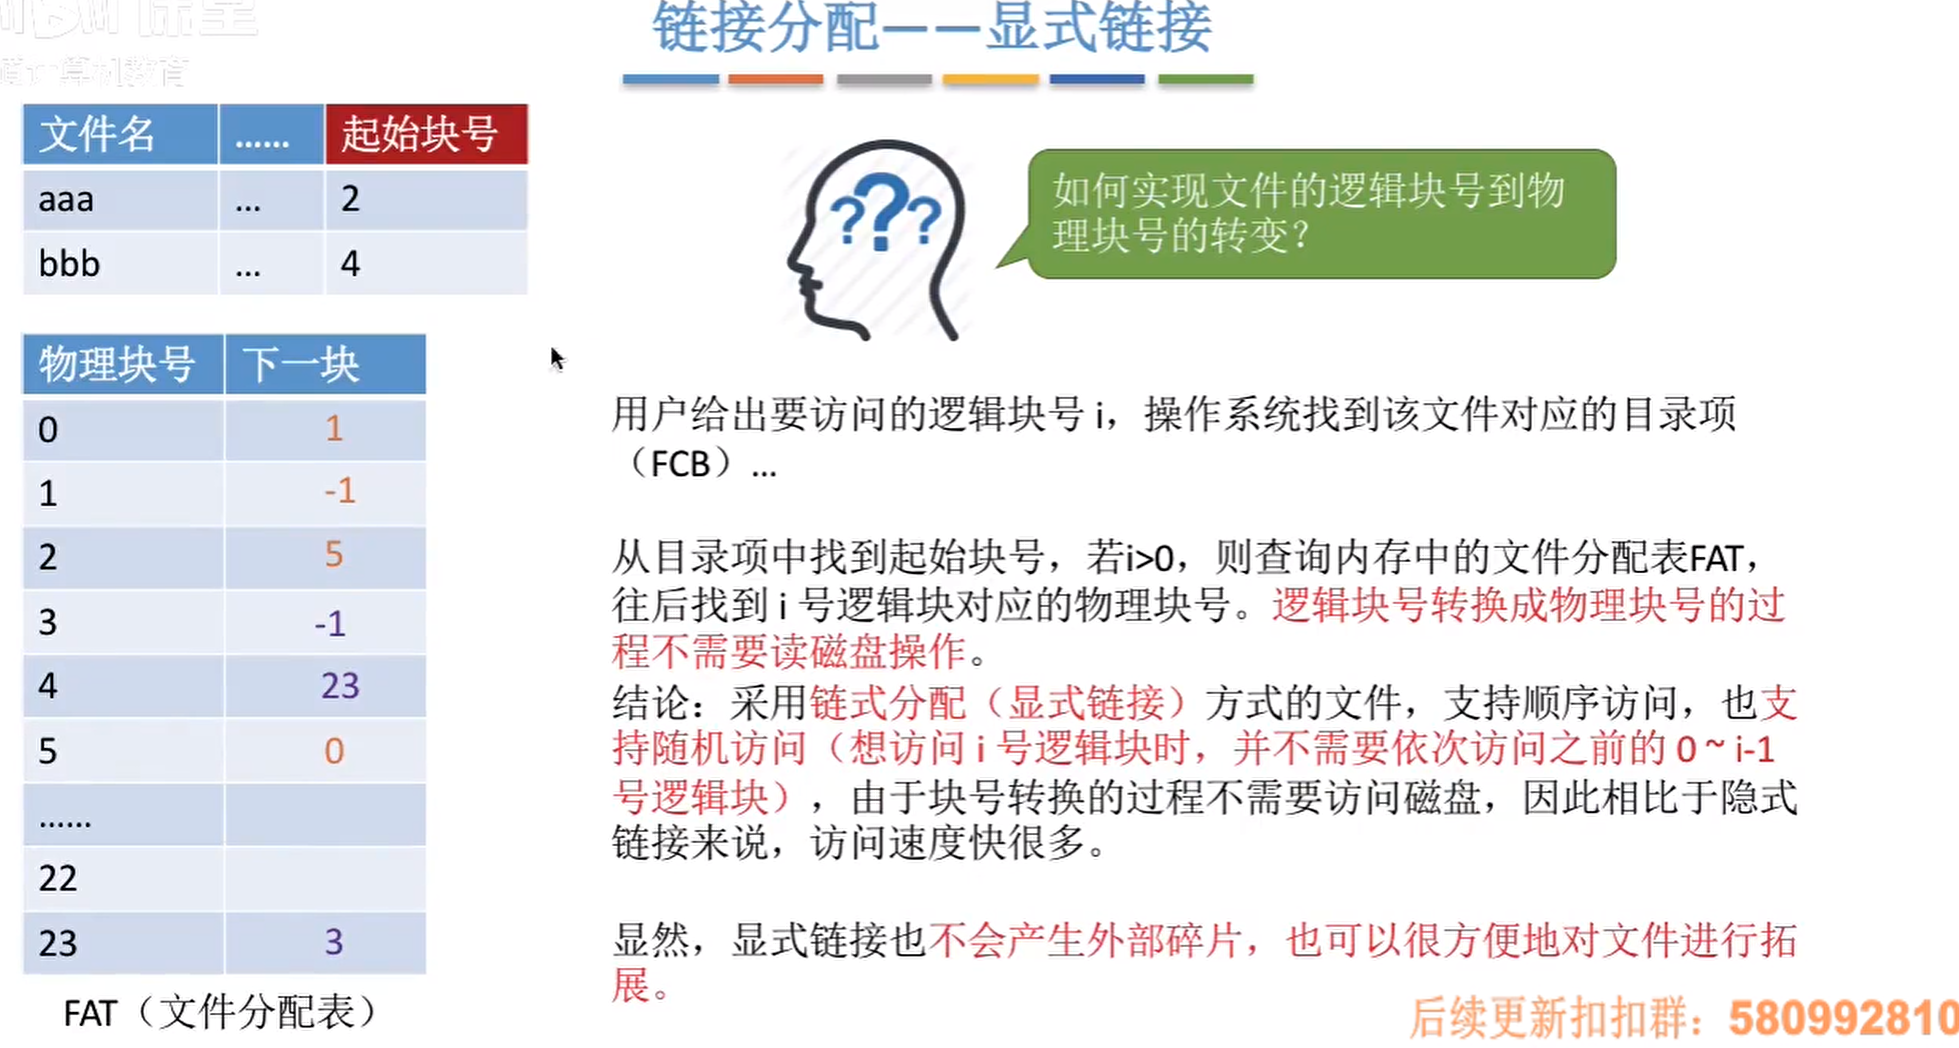 链接分配——显式链接
文件名 …… 起始块号
aaa ... 2
bbb ... 4
???
如何实现文件的逻辑块号到物
理块号的转变？
物理块号 下一块
0 1
1 -1
2 5
3 -1
4 23
5 0
……
22
23 3
FAT（文件分配表）
用户给出要访问的逻辑块号 i，操作系统找到该文件对应的目录项
（FCB）...
从目录项中找到起始块号，若i>0，则查询内存中的文件分配表FAT，
往后找到 i 号逻辑块对应的物理块号。逻辑块号转换成物理块号的过
程不需要读磁盘操作。
结论：采用链式分配（显式链接）方式的文件，支持顺序访问，也支
持随机访问（想访问 i 号逻辑块时，并不需要依次访问之前的 0 ~ i-1
号逻辑块），由于块号转换的过程不需要访问磁盘，因此相比于隐式
链接来说，访问速度快很多。
显然，显式链接也不会产生外部碎片，也可以很方便地对文件进行拓
展。
后续更新扣扣群：580992810